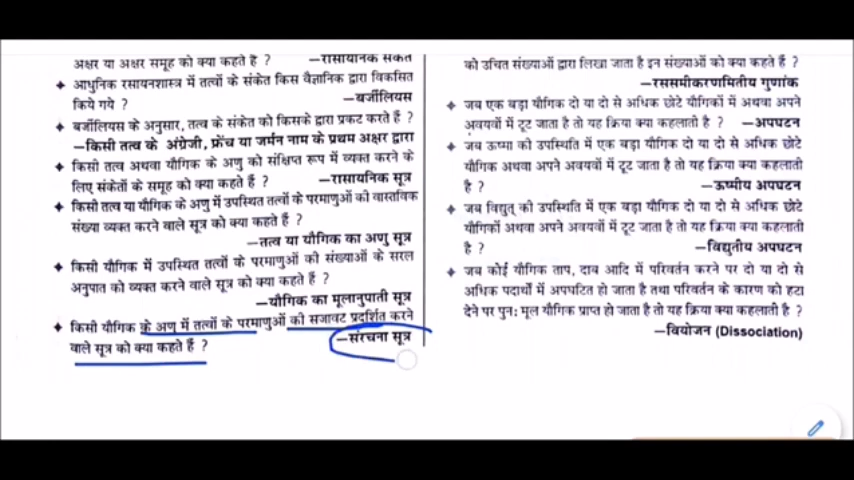 अक्षर या अक्षर समूह को क्या कहते हैं ? —रासायनिक संकेत
✦ आधुनिक रसायनशास्त्र में तत्वों के संकेत किस वैज्ञानिक द्वारा विकसित
किये गये ? —बर्जीलियस
✦ बर्जीलियस के अनुसार, तत्व के संकेत को किसके द्वारा प्रकट करते हैं ?
—किसी तत्व के अंग्रेजी, फ्रेंच या जर्मन नाम के प्रथम अक्षर द्वारा
✦ किसी तत्व अथवा यौगिक के अणु को संक्षिप्त रूप में व्यक्त करने के
लिए संकेतों के समूह को क्या कहते हैं ? —रासायनिक सूत्र
✦ किसी तत्व या यौगिक के अणु में उपस्थित तत्वों के परमाणुओं की वास्तविक
संख्या व्यक्त करने वाले सूत्र को क्या कहते हैं ?
—तत्व या यौगिक का अणु सूत्र
✦ किसी यौगिक में उपस्थित तत्वों के परमाणुओं की संख्याओं के सरल
अनुपात को व्यक्त करने वाले सूत्र को क्या कहते हैं ?
—यौगिक का मूलानुपाती सूत्र
✦ किसी यौगिक के अणु में तत्वों के परमाणुओं की सजावट प्रदर्शित करने
वाले सूत्र को क्या कहते हैं ? —संरचना सूत्र
को उचित संख्याओं द्वारा लिखा जाता है इन संख्याओं को क्या कहते हैं ?
—रससमीकरणमितीय गुणांक
✦ जब एक बड़ा यौगिक दो या दो से अधिक छोटे यौगिकों में अथवा अपने
अवयवों में टूट जाता है तो यह क्रिया क्या कहलाती है ? —अपघटन
✦ जब ऊष्मा की उपस्थिति में एक बड़ा यौगिक दो या दो से अधिक छोटे
यौगिक अथवा अपने अवयवों में टूट जाता है तो यह क्रिया क्या कहलाती
है ? —ऊष्मीय अपघटन
✦ जब विद्युत् की उपस्थिति में एक बड़ा यौगिक दो या दो से अधिक छोटे
यौगिकों अथवा अपने अवयवों में टूट जाता है तो यह क्रिया क्या कहलाती
है ? —विद्युतीय अपघटन
✦ जब कोई यौगिक ताप, दाब आदि में परिवर्तन करने पर दो या दो से
अधिक पदार्थों में अपघटित हो जाता है तथा परिवर्तन के कारण को हटा
देने पर पुन: मूल यौगिक प्राप्त हो जाता है तो यह क्रिया क्या कहलाती है ?
—वियोजन (Dissociation)